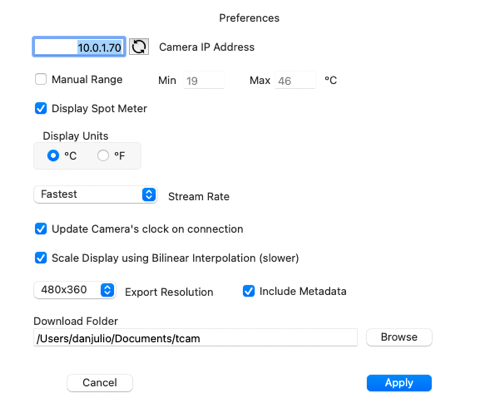 Preferences
10.0.1.70 Camera IP Address
Manual Range Min 19 Max 46 °C
Display Spot Meter
Display Units
°C °F
Fastest Stream Rate
Update Camera's clock on connection
Scale Display using Bilinear Interpolation (slower)
480x360 Export Resolution Include Metadata
Download Folder
/Users/danjulio/Documents/tcam Browse
Cancel Apply